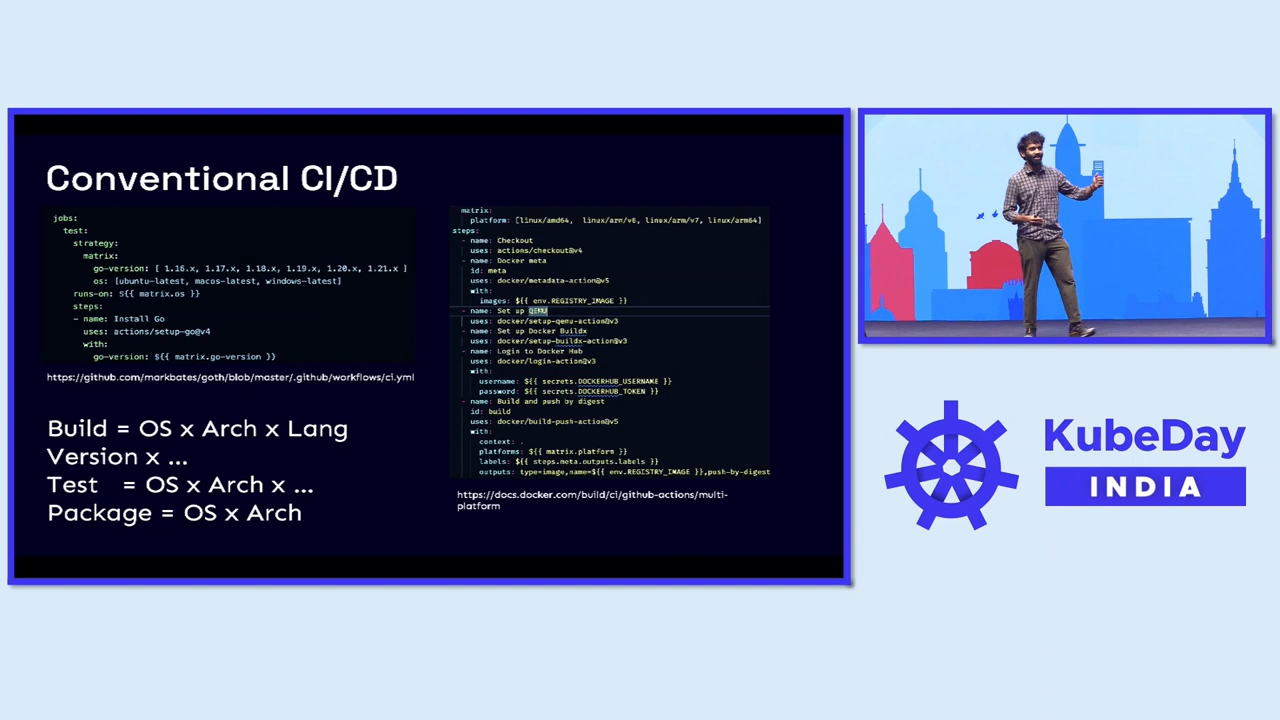 Conventional CI/CD
jobs:
test:
strategy:
matrix:
go-version: [ 1.16.x, 1.17.x, 1.18.x, 1.19.x, 1.20.x, 1.21.x ]
os: [ubuntu-latest, macos-latest, windows-latest]
runs-on: ${{ matrix.os }}
steps:
- name: Install Go
uses: actions/setup-go@v4
with:
go-version: ${{ matrix.go-version }}
https://github.com/markbates/goth/blob/master/.github/workflows/ci.yml
Build = OS x Arch x Lang
Version x ...
Test = OS x Arch x ...
Package = OS x Arch
matrix:
platform: [linux/amd64, linux/arm/v6, linux/arm/v7, linux/arm64]
steps:
- name: Checkout
uses: actions/checkout@v4
- name: Docker meta
id: meta
uses: docker/metadata-action@v5
with:
images: ${{ env.REGISTRY_IMAGE }}
- name: Set up QEMU
uses: docker/setup-qemu-action@v3
- name: Set up Docker Buildx
uses: docker/setup-buildx-action@v3
- name: Login to Docker Hub
uses: docker/login-action@v3
with:
username: ${{ secrets.DOCKERHUB_USERNAME }}
password: ${{ secrets.DOCKERHUB_TOKEN }}
- name: Build and push by digest
id: build
uses: docker/build-push-action@v5
with:
context: .
platforms: ${{ matrix.platform }}
labels: ${{ steps.meta.outputs.labels }}
outputs: type=image,name=${{ env.REGISTRY_IMAGE }},push-by-digest
https://docs.docker.com/build/ci/github-actions/multi-
platform
KubeDay
INDIA